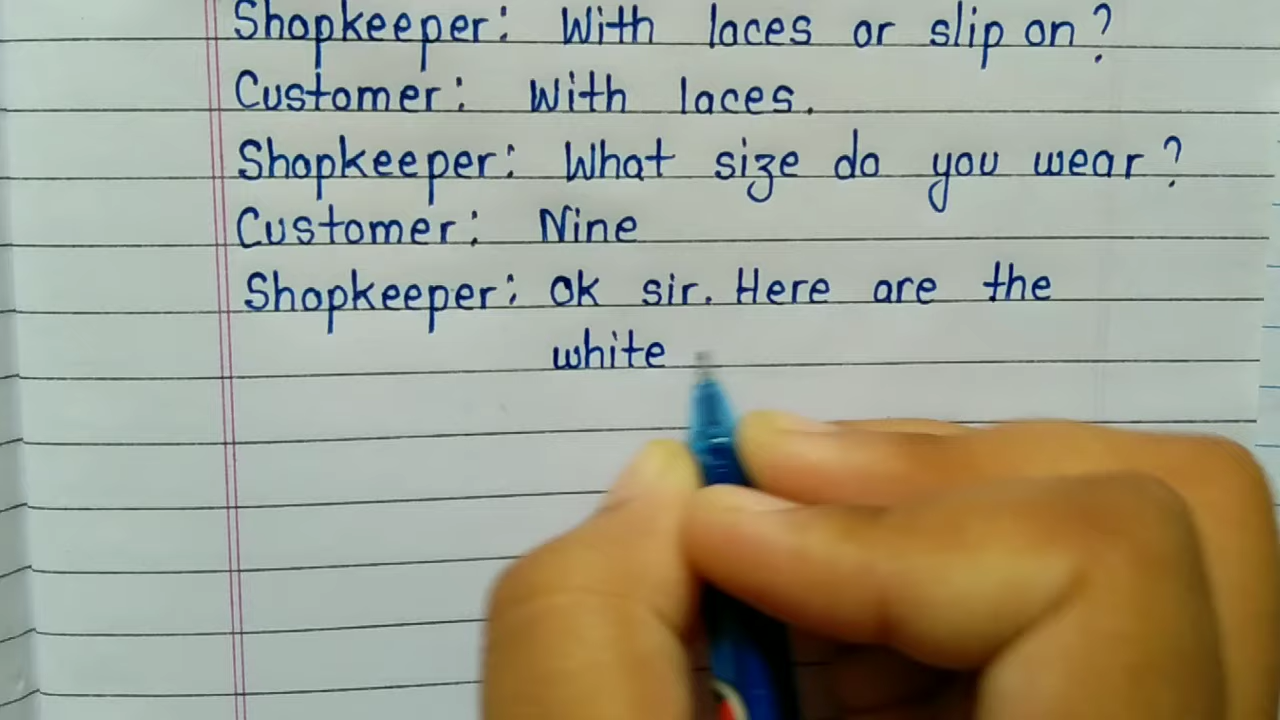 Shopkeeper: With laces or slip on?
Customer: With laces.
Shopkeeper: What size do you wear?
Customer: Nine
Shopkeeper: Ok sir. Here are the
white